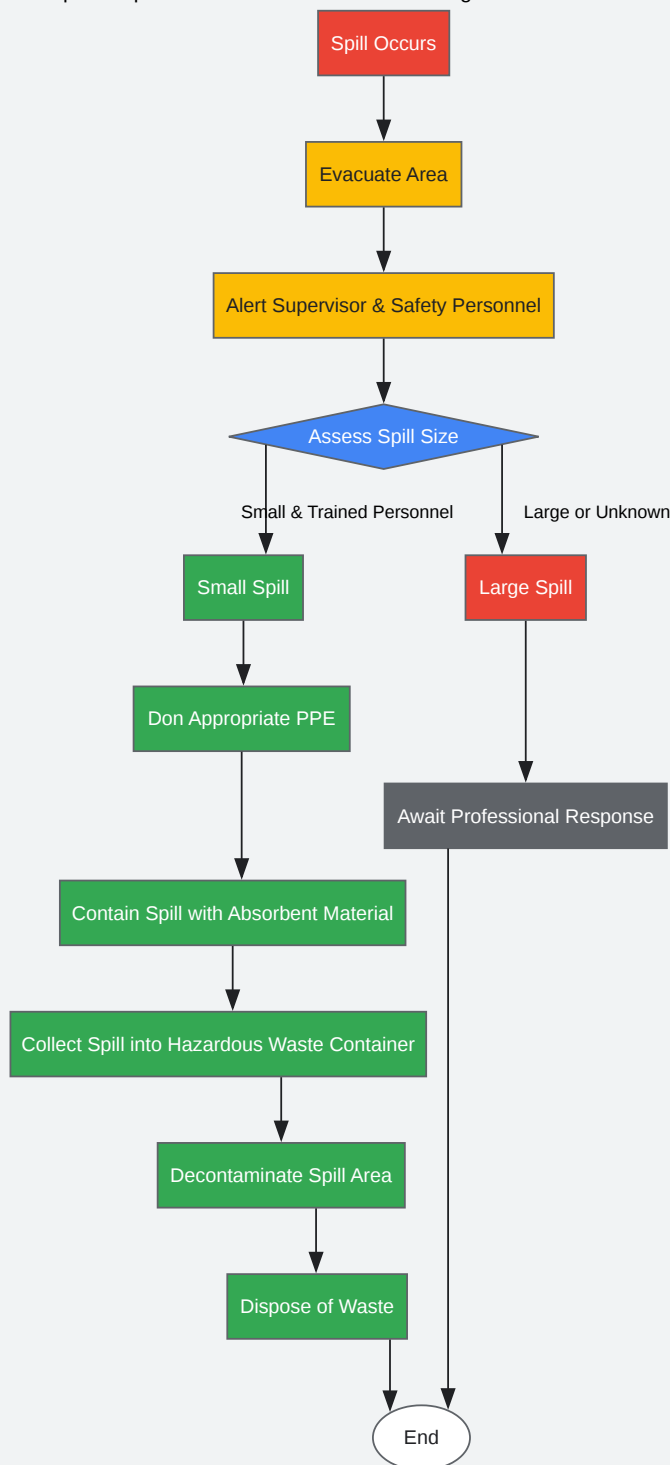 Spill Occurs
Evacuate Area
Alert Supervisor & Safety Personnel
Assess Spill Size
Small & Trained Personnel
Large or Unknown
Small Spill
Large Spill
Don Appropriate PPE
Await Professional Response
Contain Spill with Absorbent Material
Collect Spill into Hazardous Waste Container
Decontaminate Spill Area
Dispose of Waste
End